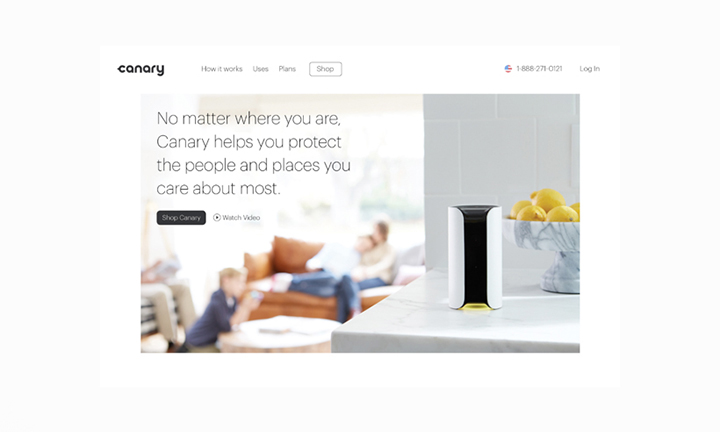 canary
How it works Uses Plans Shop
1-888-271-0121 Log In
No matter where you are,
Canary helps you protect
the people and places you
care about most.
Shop Canary Watch Video